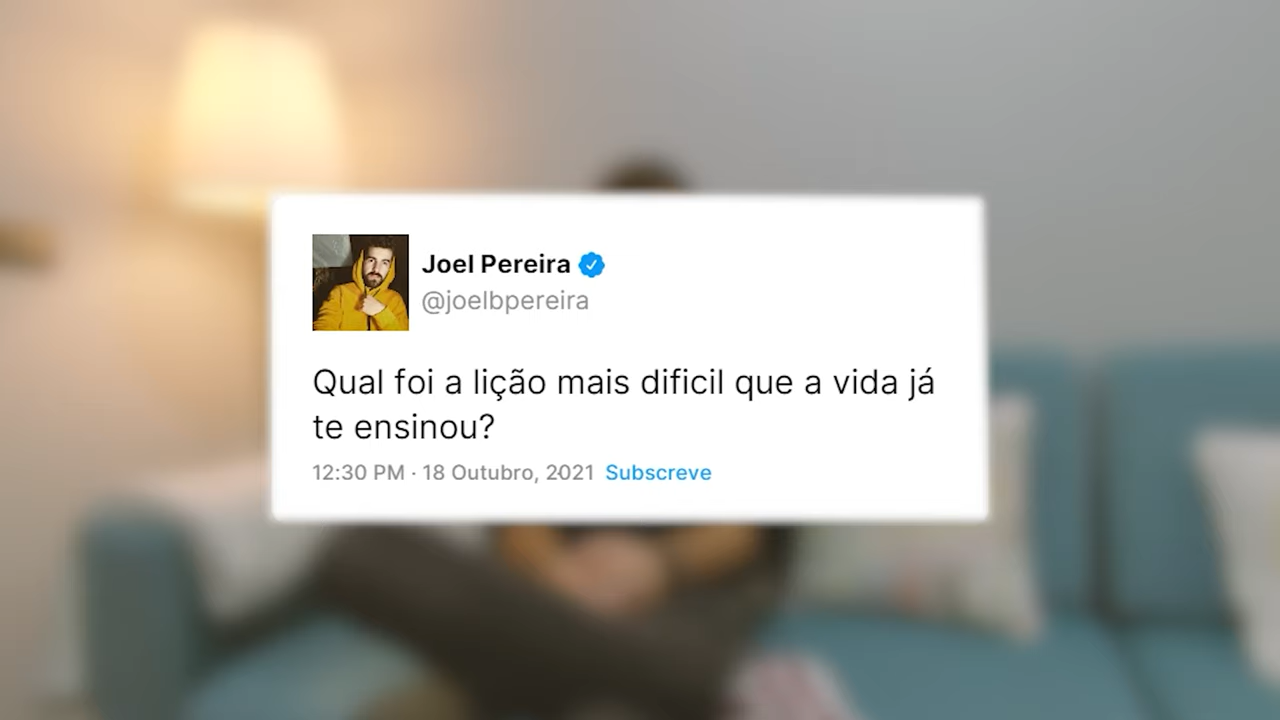 Joel Pereira
@joelbpereira
Qual foi a lição mais dificil que a vida já
te ensinou?
12:30 PM · 18 Outubro, 2021 Subscreve